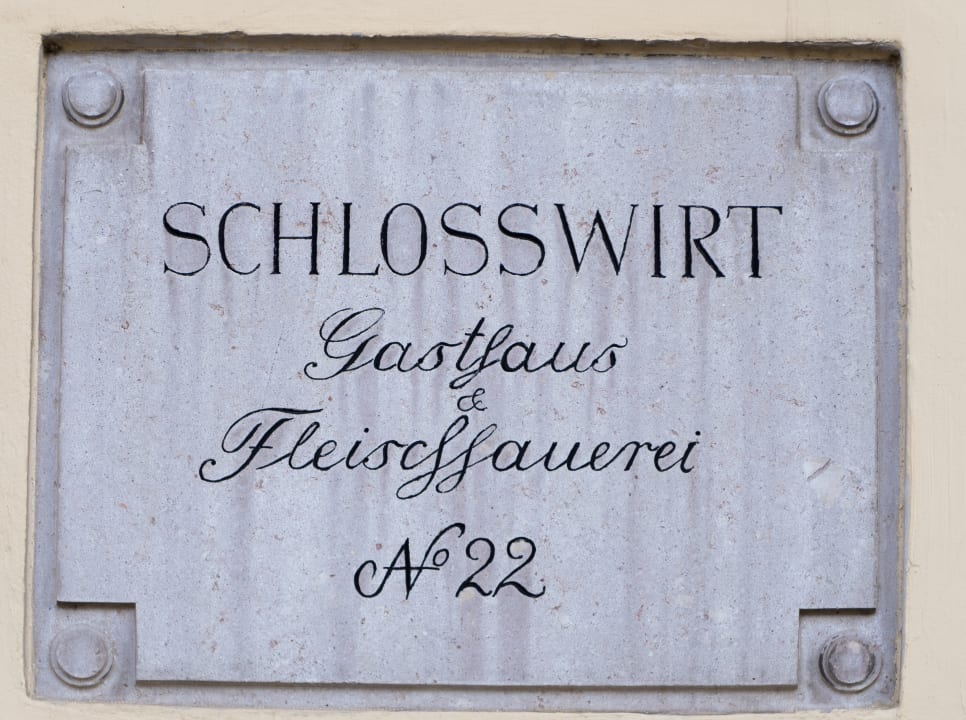 SCHLOSSWIRT
Gasthaus
&
Fleischhauerei
No 22